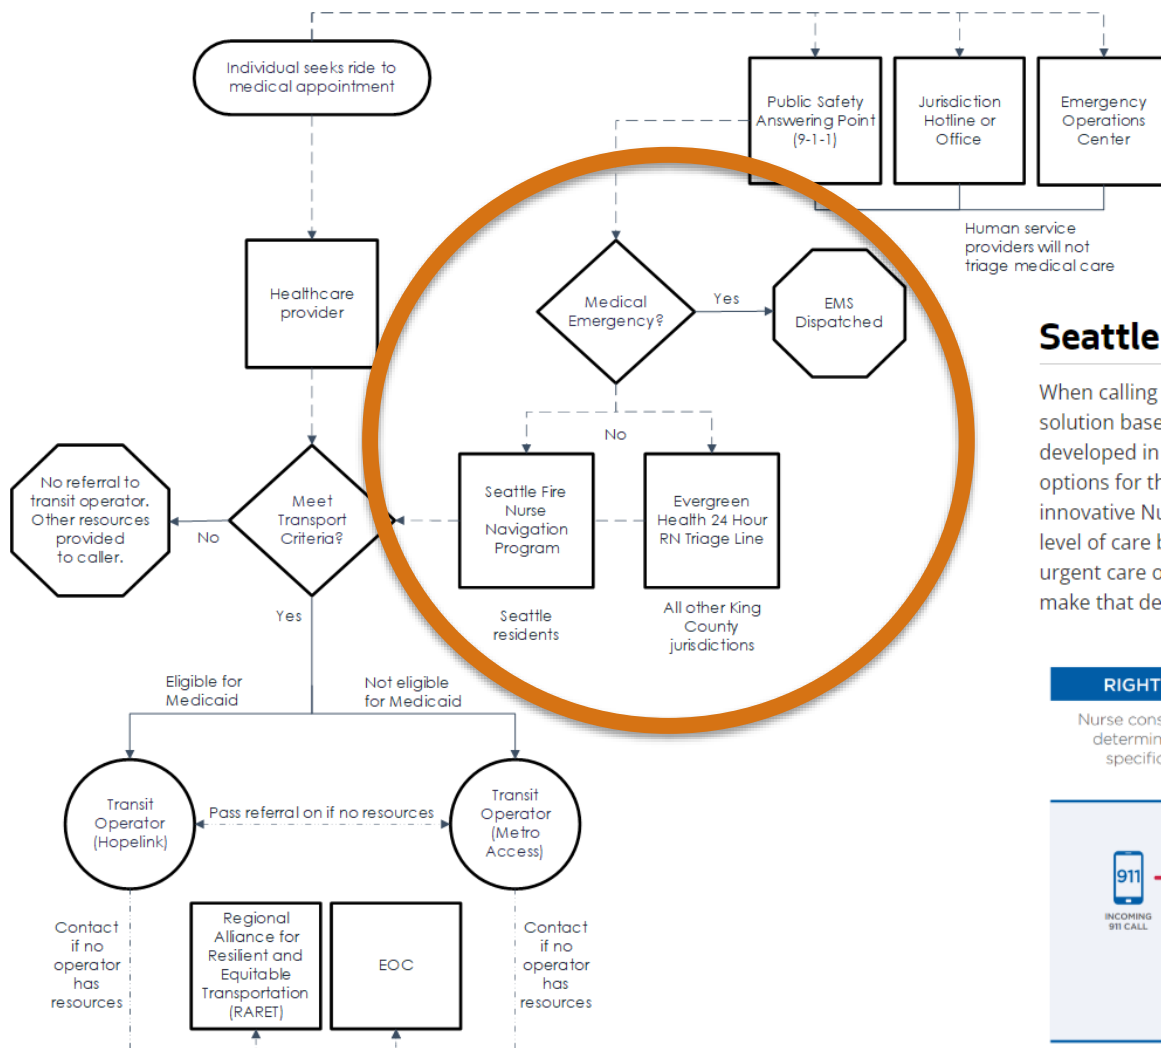 Individual seeks ride to
medical appointment
Public Safety
Answering Point
(9-1-1)
Jurisdiction
Hotline or
Office
Emergency
Operations
Center
Human service
providers will not
triage medical care
Healthcare
provider
Medical
Emergency?
Yes
EMS
Dispatched
No
Seattle Fire
Nurse
Navigation
Program
Evergreen
Health 24 Hour
RN Triage Line
Seattle
residents
All other King
County
jurisdictions
No referral to
transit operator.
Other resources
provided
to caller.
No
Meet
Transport
Criteria?
Yes
Eligible for
Medicaid
Not eligible
for Medicaid
Transit
Operator
(Hopelink)
Pass referral on if no resources
Transit
Operator
(Metro
Access)
Contact
if no
operator
has
resources
Regional
Alliance for
Resilient and
Equitable
Transportation
(RARET)
EOC
Contact
if no
operator
has
resources
Seattle
When calling
solution base
developed in
options for th
innovative Nu
level of care b
urgent care o
make that de
RIGHT
Nurse cons
determin
specific
911
INCOMING
911 CALL